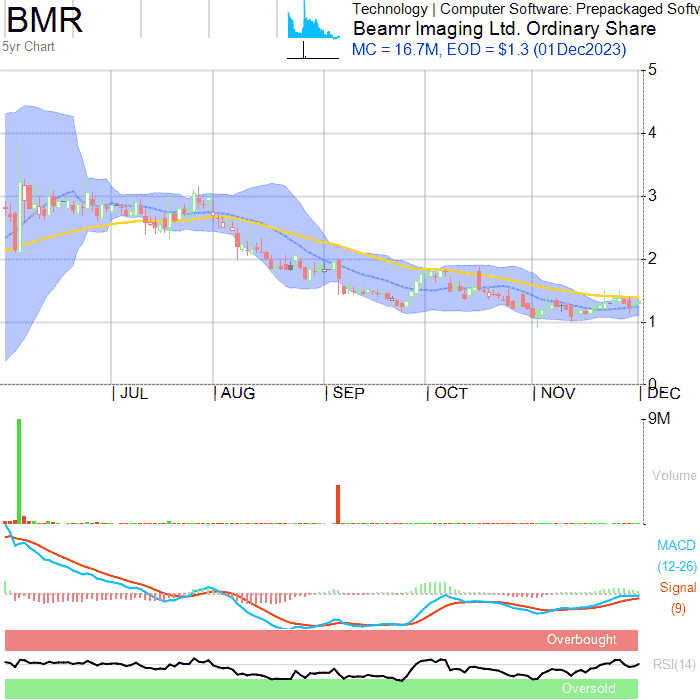 BMR
5yr Chart
Technology | Computer Software: Prepackaged Softw
Beamr Imaging Ltd. Ordinary Share
MC = 16.7M, EOD = $1.3 (01Dec2023)
5
4
3
2
1
0
JUL
AUG
SEP
OCT
NOV
DEC
9M
Volume
MACD
(12-26)
Signal
(9)
Overbought
RSI(14)
Oversold